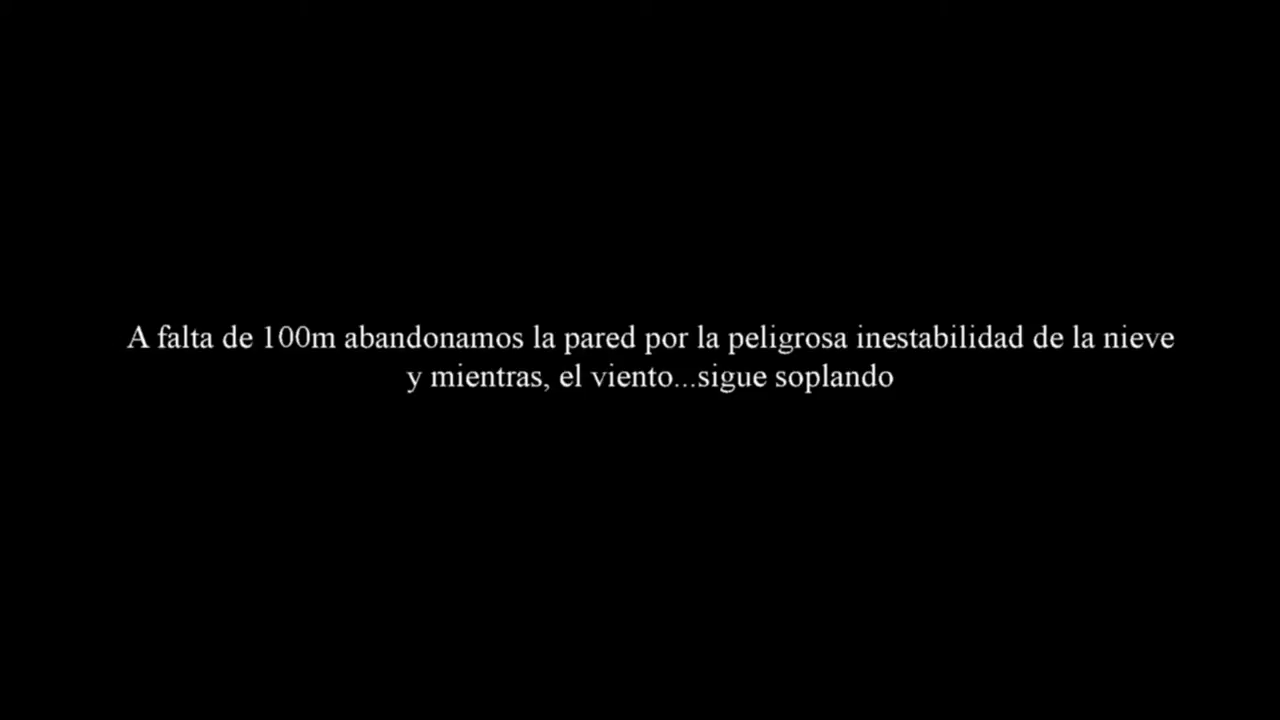 A falta de 100m abandonamos la pared por la peligrosa inestabilidad de la nieve
y mientras, el viento...sigue soplando